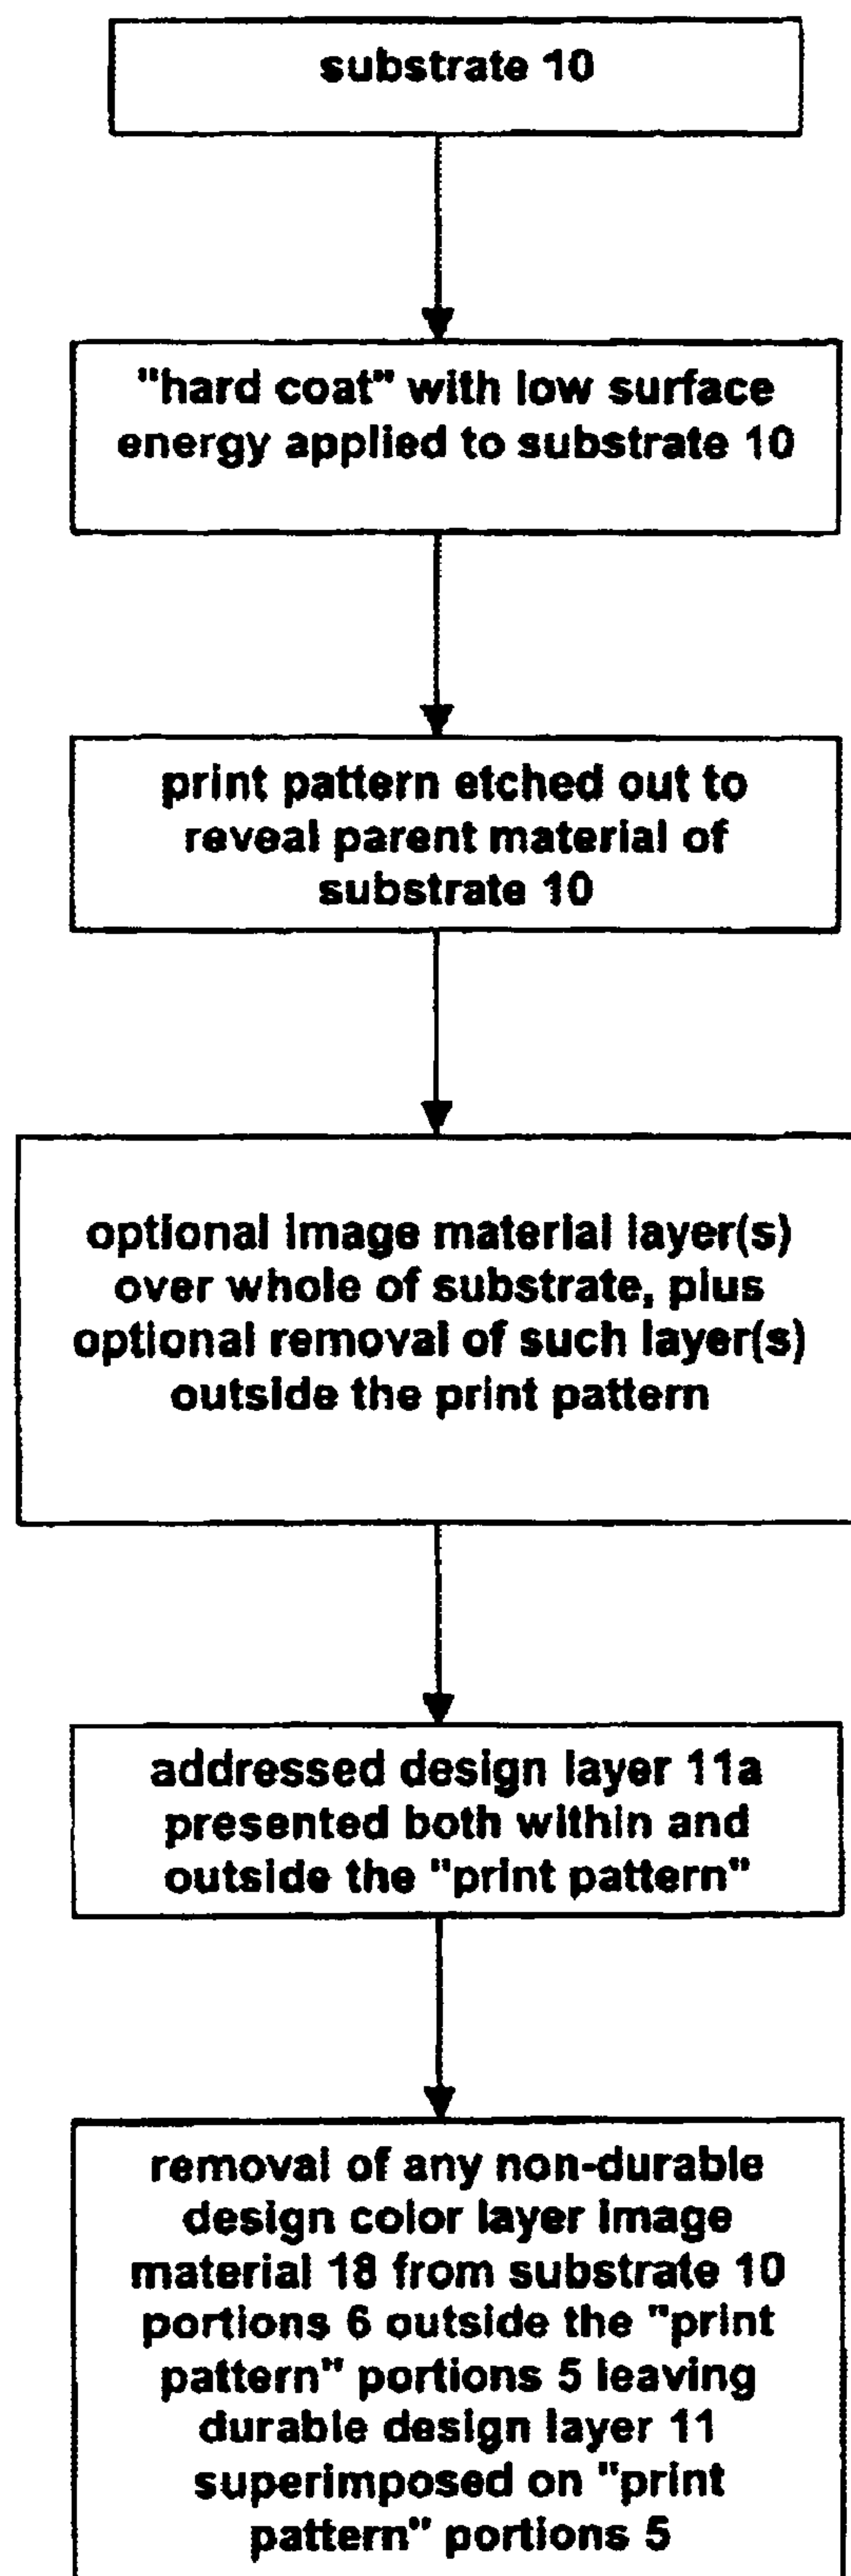 substrate 10
"hard coat" with low surface
energy applied to substrate 10
print pattern etched out to
reveal parent material of
substrate 10
optional image material layer(s)
over whole of substrate, plus
optional removal of such layer(s)
outside the print pattern
addressed design layer 11a
presented both within and
outside the "print pattern"
removal of any non-durable
design color layer image
material 18 from substrate 10
portions 6 outside the "print
pattern" portions 5 leaving
durable design layer 11
superimposed on "print
pattern" portions 5